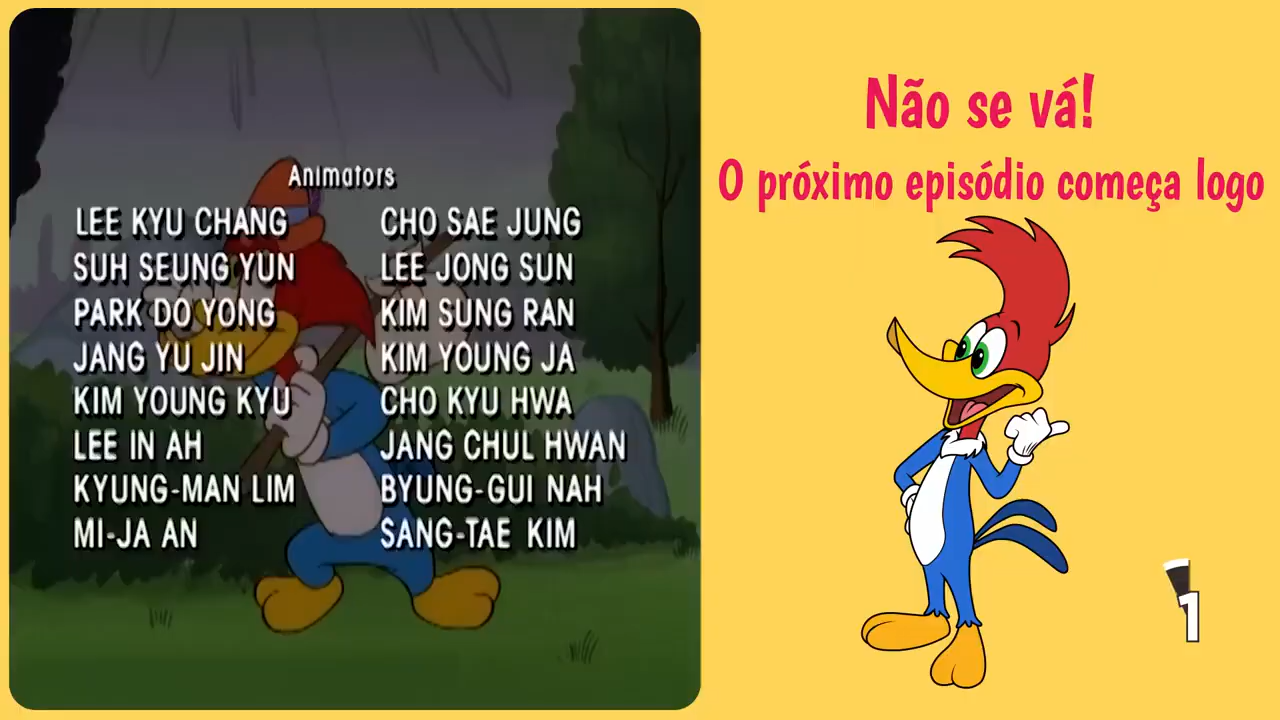 Animators
LEE KYU CHANG CHO SAE JUNG
SUH SEUNG YUN LEE JONG SUN
PARK DO YONG KIM SUNG RAN
JANG YU JIN KIM YOUNG JA
KIM YOUNG KYU CHO KYU HWA
LEE IN AH JANG CHUL HWAN
KYUNG-MAN LIM BYUNG-GUI NAH
MI-JA AN SANG-TAE KIM
Não se vá!
O próximo episódio começa logo
1